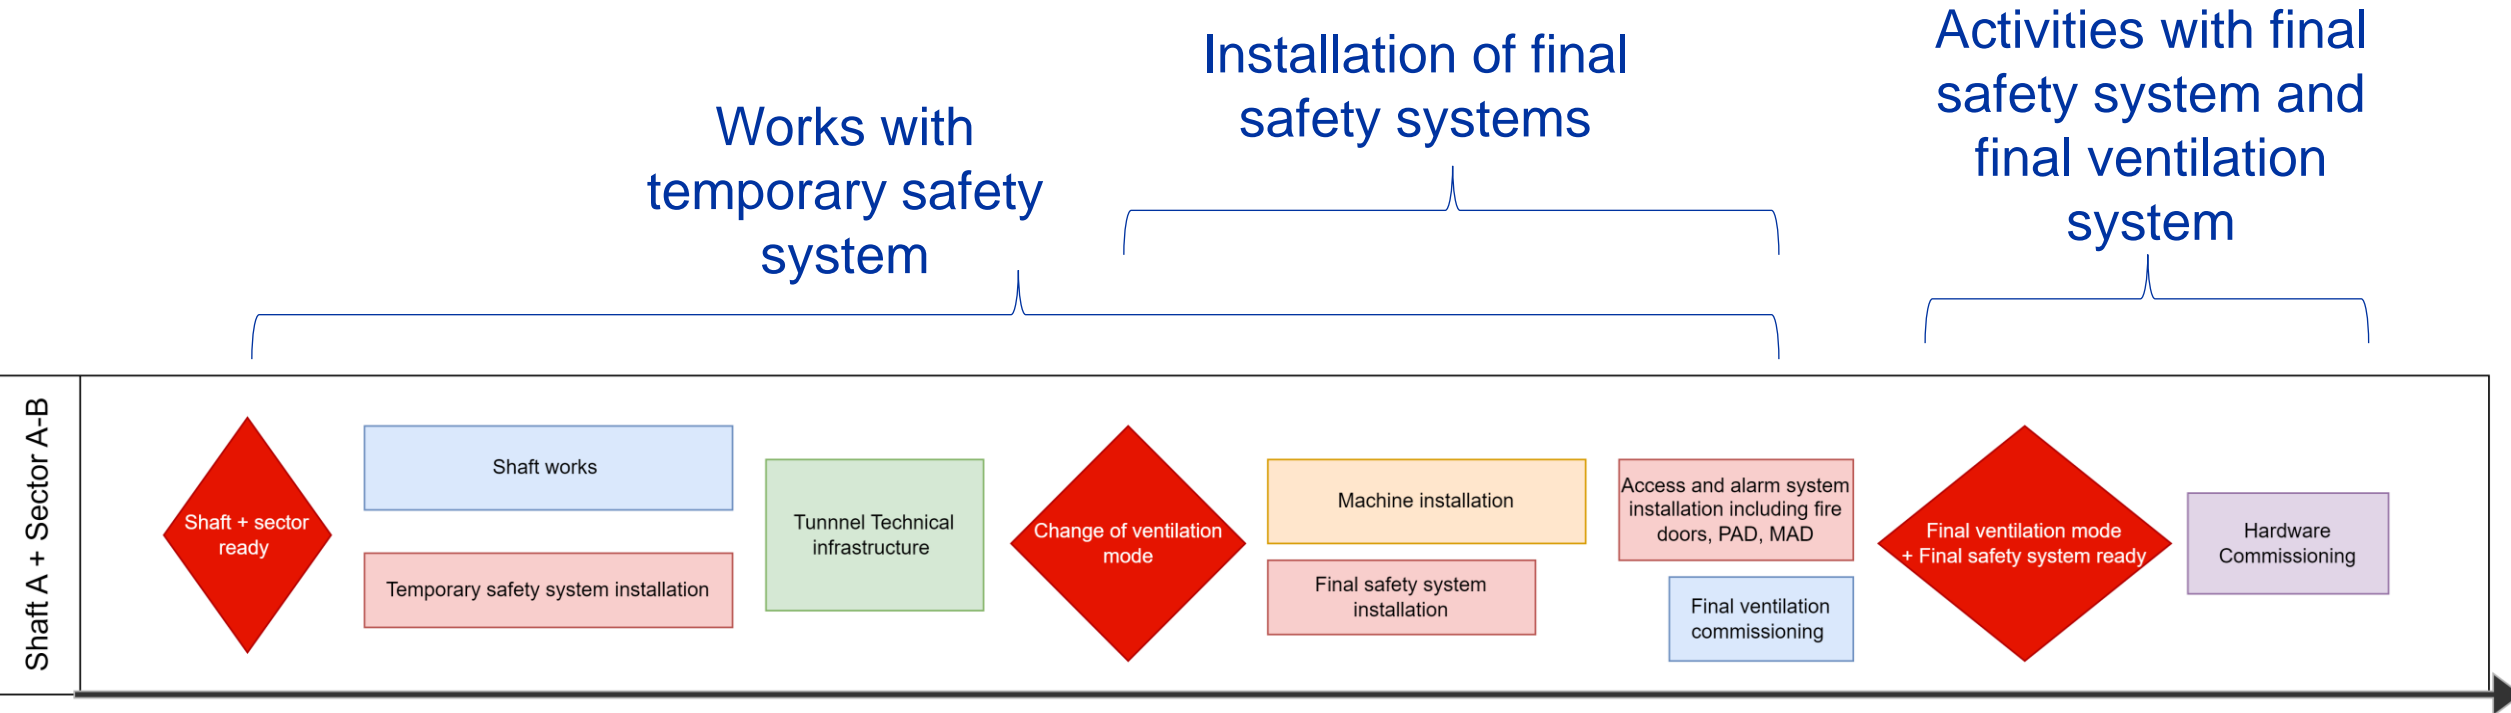 Works with
temporary safety
system
Installation of final
safety systems
Activities with final
safety system and
final ventilation
system
Shaft A + Sector A-B
Shaft + sector
ready
Shaft works
Temporary safety system installation
Tunnnel Technical
infrastructure
Change of ventilation
mode
Machine installation
Final safety system
installation
Access and alarm system
installation including fire
doors, PAD, MAD
Final ventilation
commissioning
Final ventilation mode
+ Final safety system ready
Hardware
Commissioning